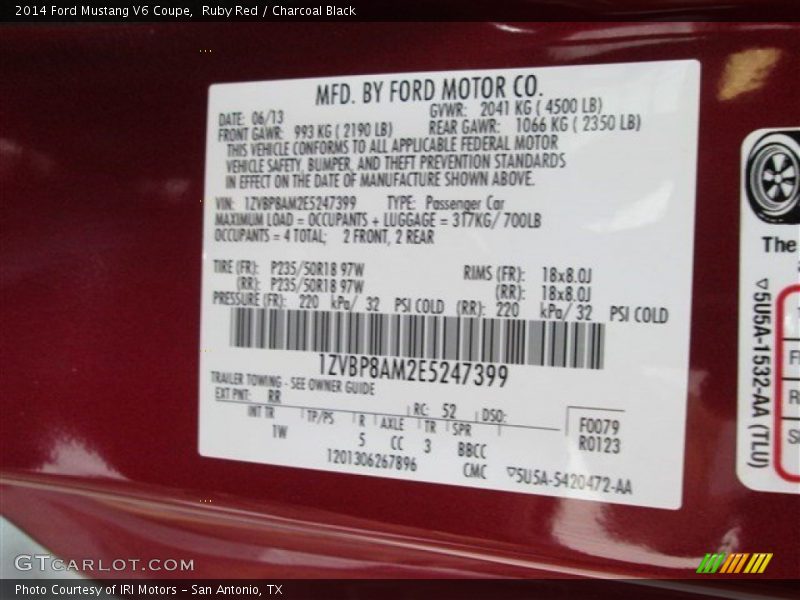 2014 Ford Mustang V6 Coupe, Ruby Red / Charcoal Black
MFD. BY FORD MOTOR CO.
DATE: 06/13 GVWR: 2041 KG ( 4500 LB)
FRONT GAWR: 993 KG ( 2190 LB) REAR GAWR: 1066 KG ( 2350 LB)
THIS VEHICLE CONFORMS TO ALL APPLICABLE FEDERAL MOTOR
VEHICLE SAFETY, BUMPER, AND THEFT PREVENTION STANDARDS
IN EFFECT ON THE DATE OF MANUFACTURE SHOWN ABOVE.
VIN: 1ZVBP8AM2E5247399 TYPE: Passenger Car
MAXIMUM LOAD = OCCUPANTS + LUGGAGE = 317KG/ 700LB
OCCUPANTS = 4 TOTAL; 2 FRONT, 2 REAR
TIRE (FR): P235/50R18 97W RIMS (FR): 18x8.0J
(RR): P235/50R18 97W (RR): 18x8.0J
PRESSURE (FR): 220 kPa/ 32 PSI COLD (RR): 220 kPa/ 32 PSI COLD
1ZVBP8AM2E5247399
TRAILER TOWING - SEE OWNER GUIDE
EXT PNT: RR RC: 52 DSO:
INT TR TP/PS R AXLE TR SPR F0079
1W 5 CC 3 BBCC R0123
1201306267896 CMC ▽5U5A-5420472-AA
The
▽5U5A-1532-AA (TLU)
GTCARLOT.COM
Photo Courtesy of IRI Motors – San Antonio, TX